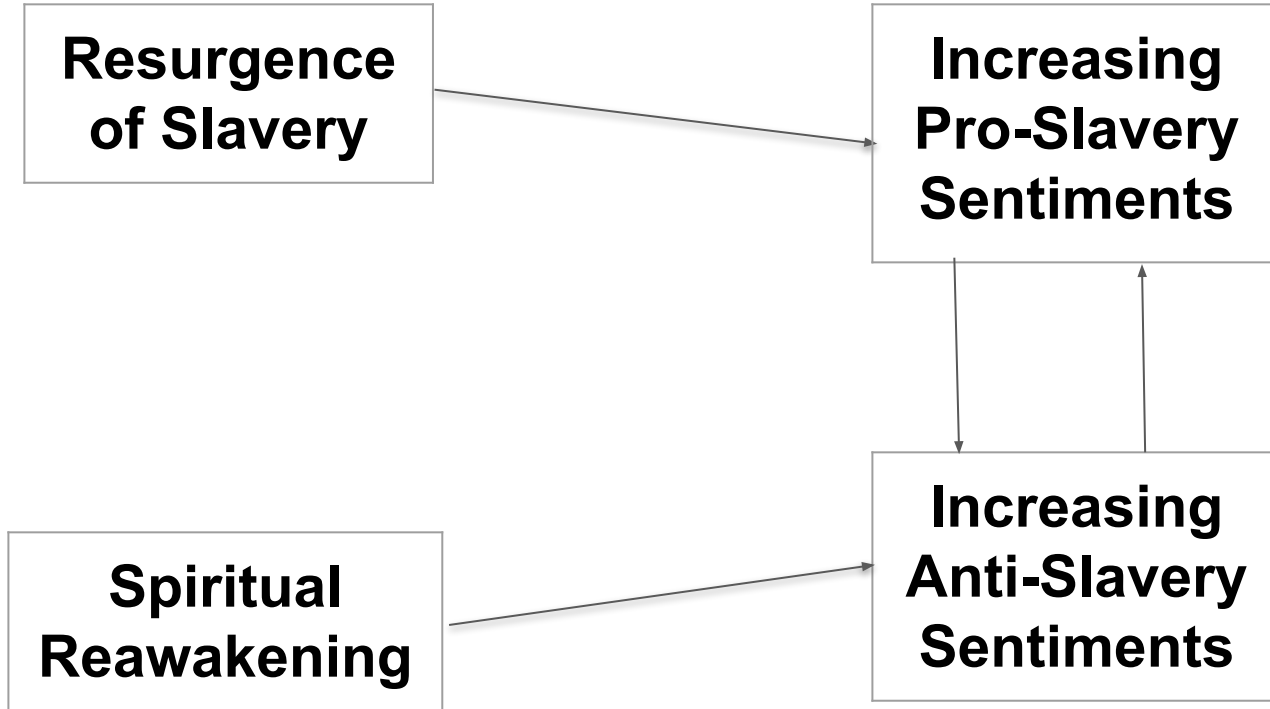 Resurgence
of Slavery
Increasing
Pro-Slavery
Sentiments
Spiritual
Reawakening
Increasing
Anti-Slavery
Sentiments